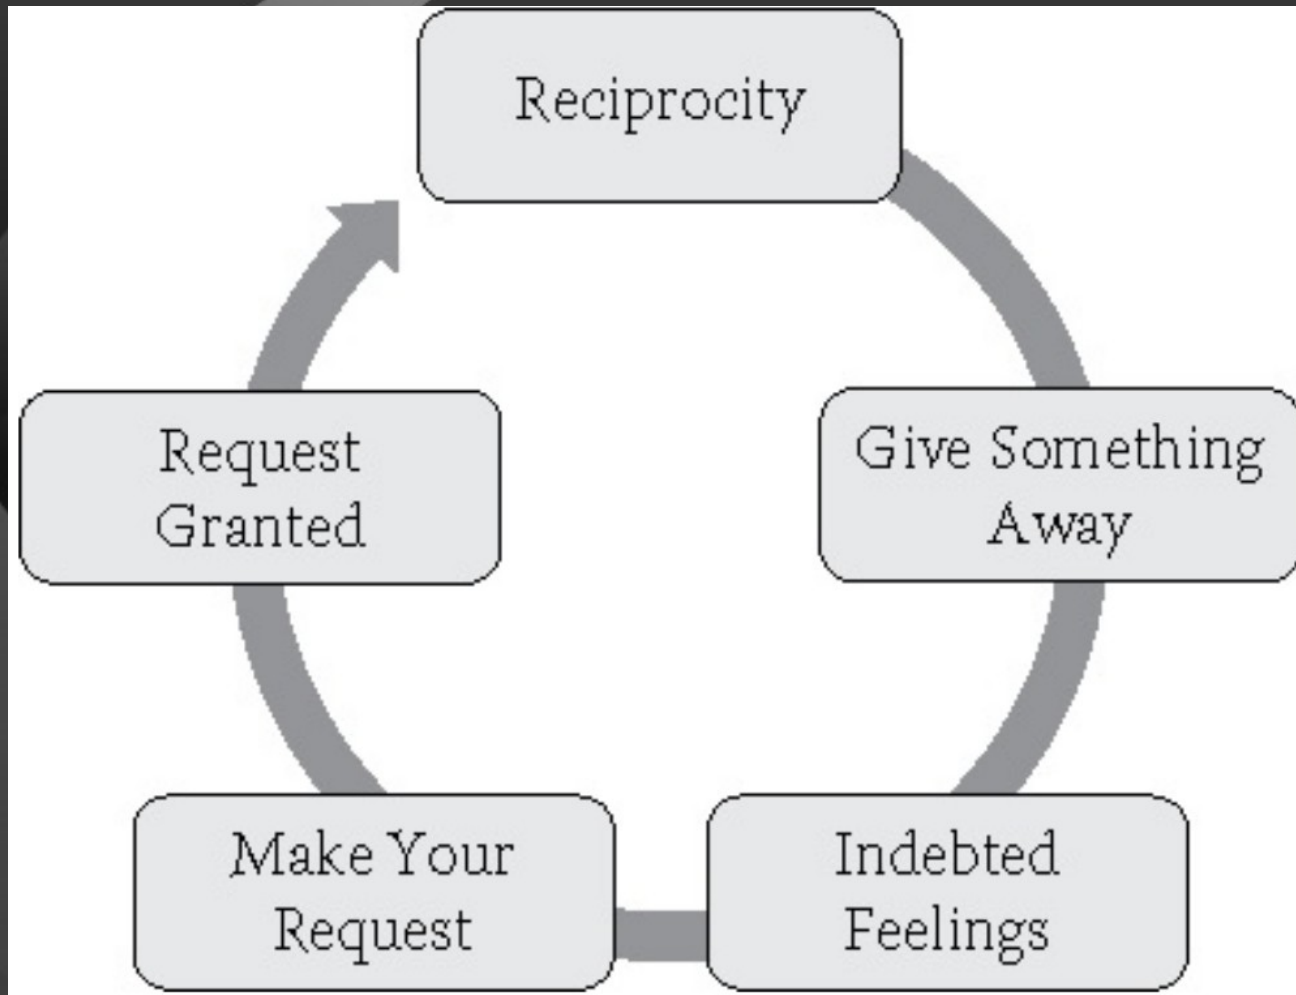 Reciprocity
Give Something
Away
Indebted
Feelings
Make Your
Request
Request
Granted